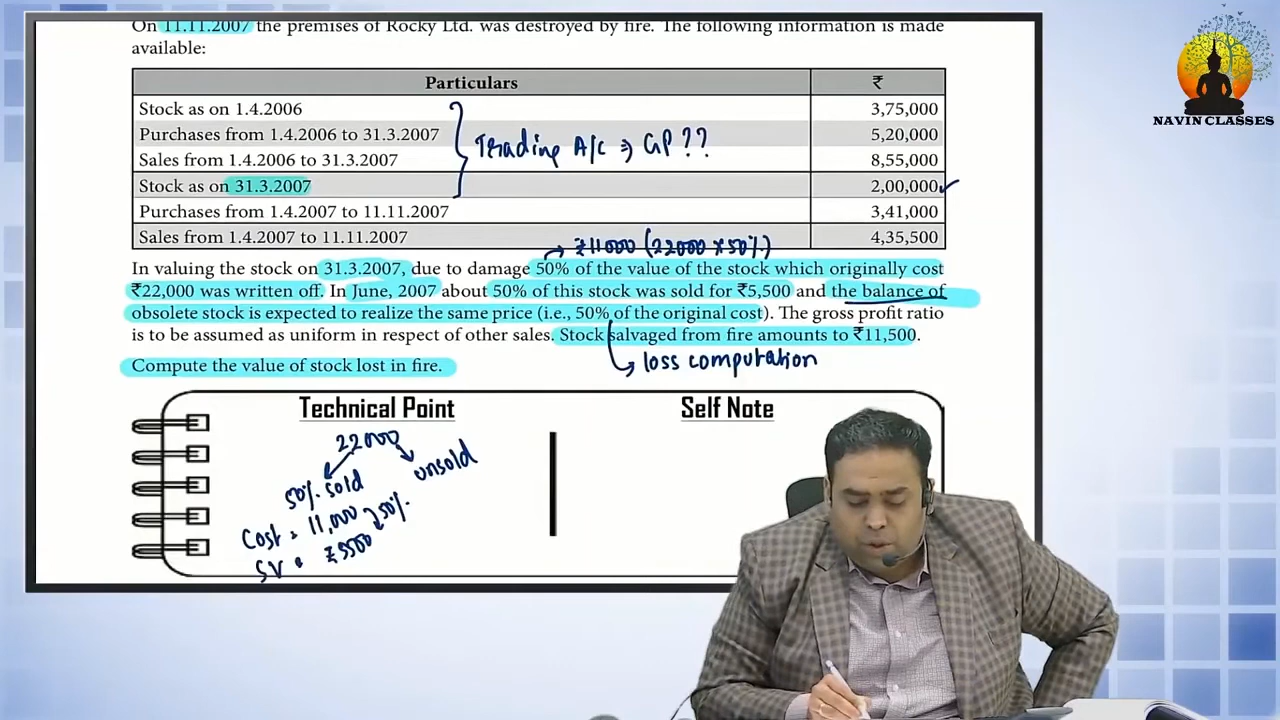 On 11.11.2007 the premises of Rocky Ltd. was destroyed by fire. The following information is made
available:
NAVIN CLASSES
Particulars ₹
Stock as on 1.4.2006 3,75,000
Purchases from 1.4.2006 to 31.3.2007 5,20,000
Trading A/c ⇒ GP ??
Sales from 1.4.2006 to 31.3.2007 8,55,000
Stock as on 31.3.2007 2,00,000
Purchases from 1.4.2007 to 11.11.2007 3,41,000
Sales from 1.4.2007 to 11.11.2007 4,35,500
→ ₹11000 (22000 × 50%)
In valuing the stock on 31.3.2007, due to damage 50% of the value of the stock which originally cost
₹22,000 was written off. In June, 2007 about 50% of this stock was sold for ₹5,500 and the balance of
obsolete stock is expected to realize the same price (i.e., 50% of the original cost). The gross profit ratio
is to be assumed as uniform in respect of other sales. Stock salvaged from fire amounts to ₹11,500.
loss computation
Compute the value of stock lost in fire.
Technical Point Self Note
22000
50% sold unsold
Cost = 11,000 50%
SV = ₹5500